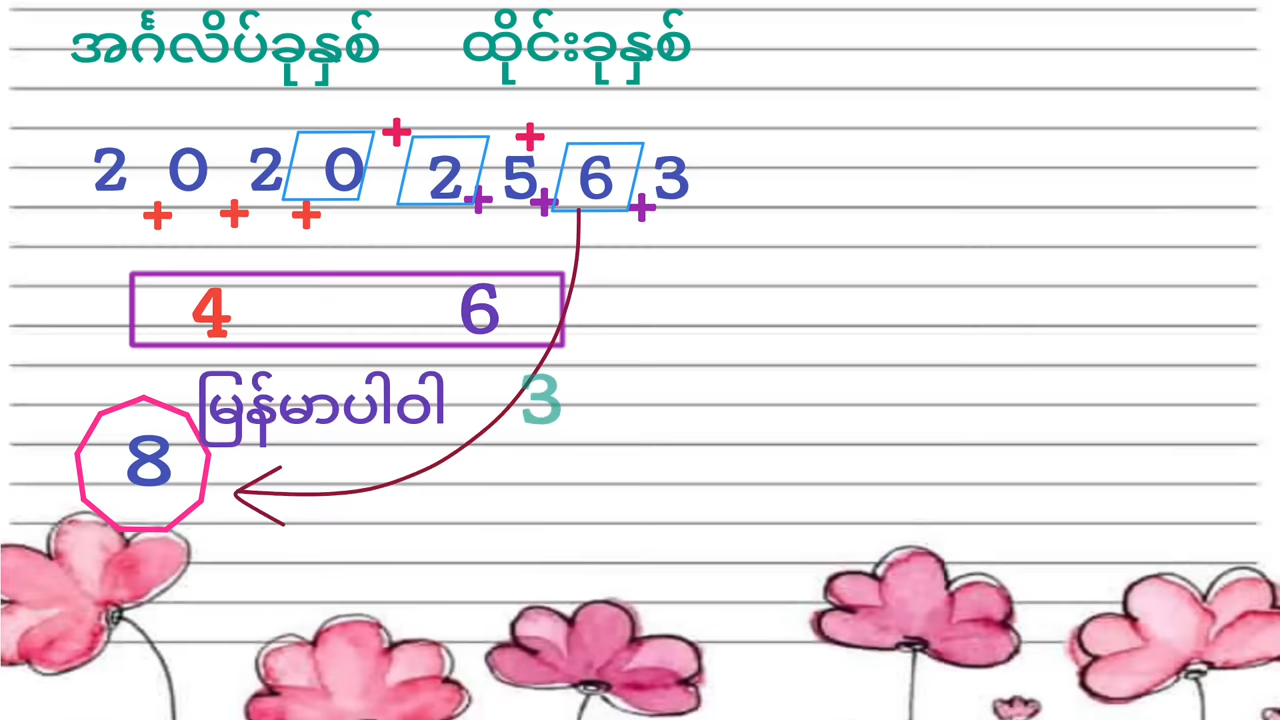 အင်္ဂလိပ်ခုနှစ် ထိုင်းခုနှစ်
+ +
2 0 2 0 2 5 6 3
+ + + + + +
4 6
မြန်မာပါဝါ 3
8